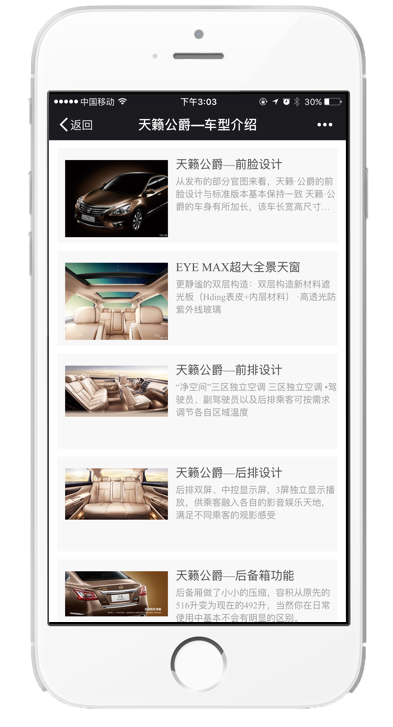 中国移动
下午3:03
30%
返回
天籁公爵—车型介绍
天籁公爵—前脸设计
从发布的部分官图来看，天籁·公爵的前
脸设计与标准版本基本保持一致 天籁·公
爵的车身有所加长，该车长宽高尺寸…
EYE MAX超大全景天窗
更静谧的双层构造：双层构造新材料遮
光板（Hding表皮+内层材料） ·高透光防
紫外线玻璃
天籁公爵—前排设计
“净空间”三区独立空调 三区独立空调 •驾
驶员、副驾驶员以及后排乘客可按需求
调节各自区域温度
天籁公爵—后排设计
后排双屏、中控显示屏，3屏独立显示播
放，供乘客融入各自的影音娱乐天地，
满足不同乘客的观影感受
天籁公爵—后备箱功能
后备厢做了小小的压缩，容积从原先的
516升变为现在的492升，当然你在日常
使用中基本不会有明显的区别。